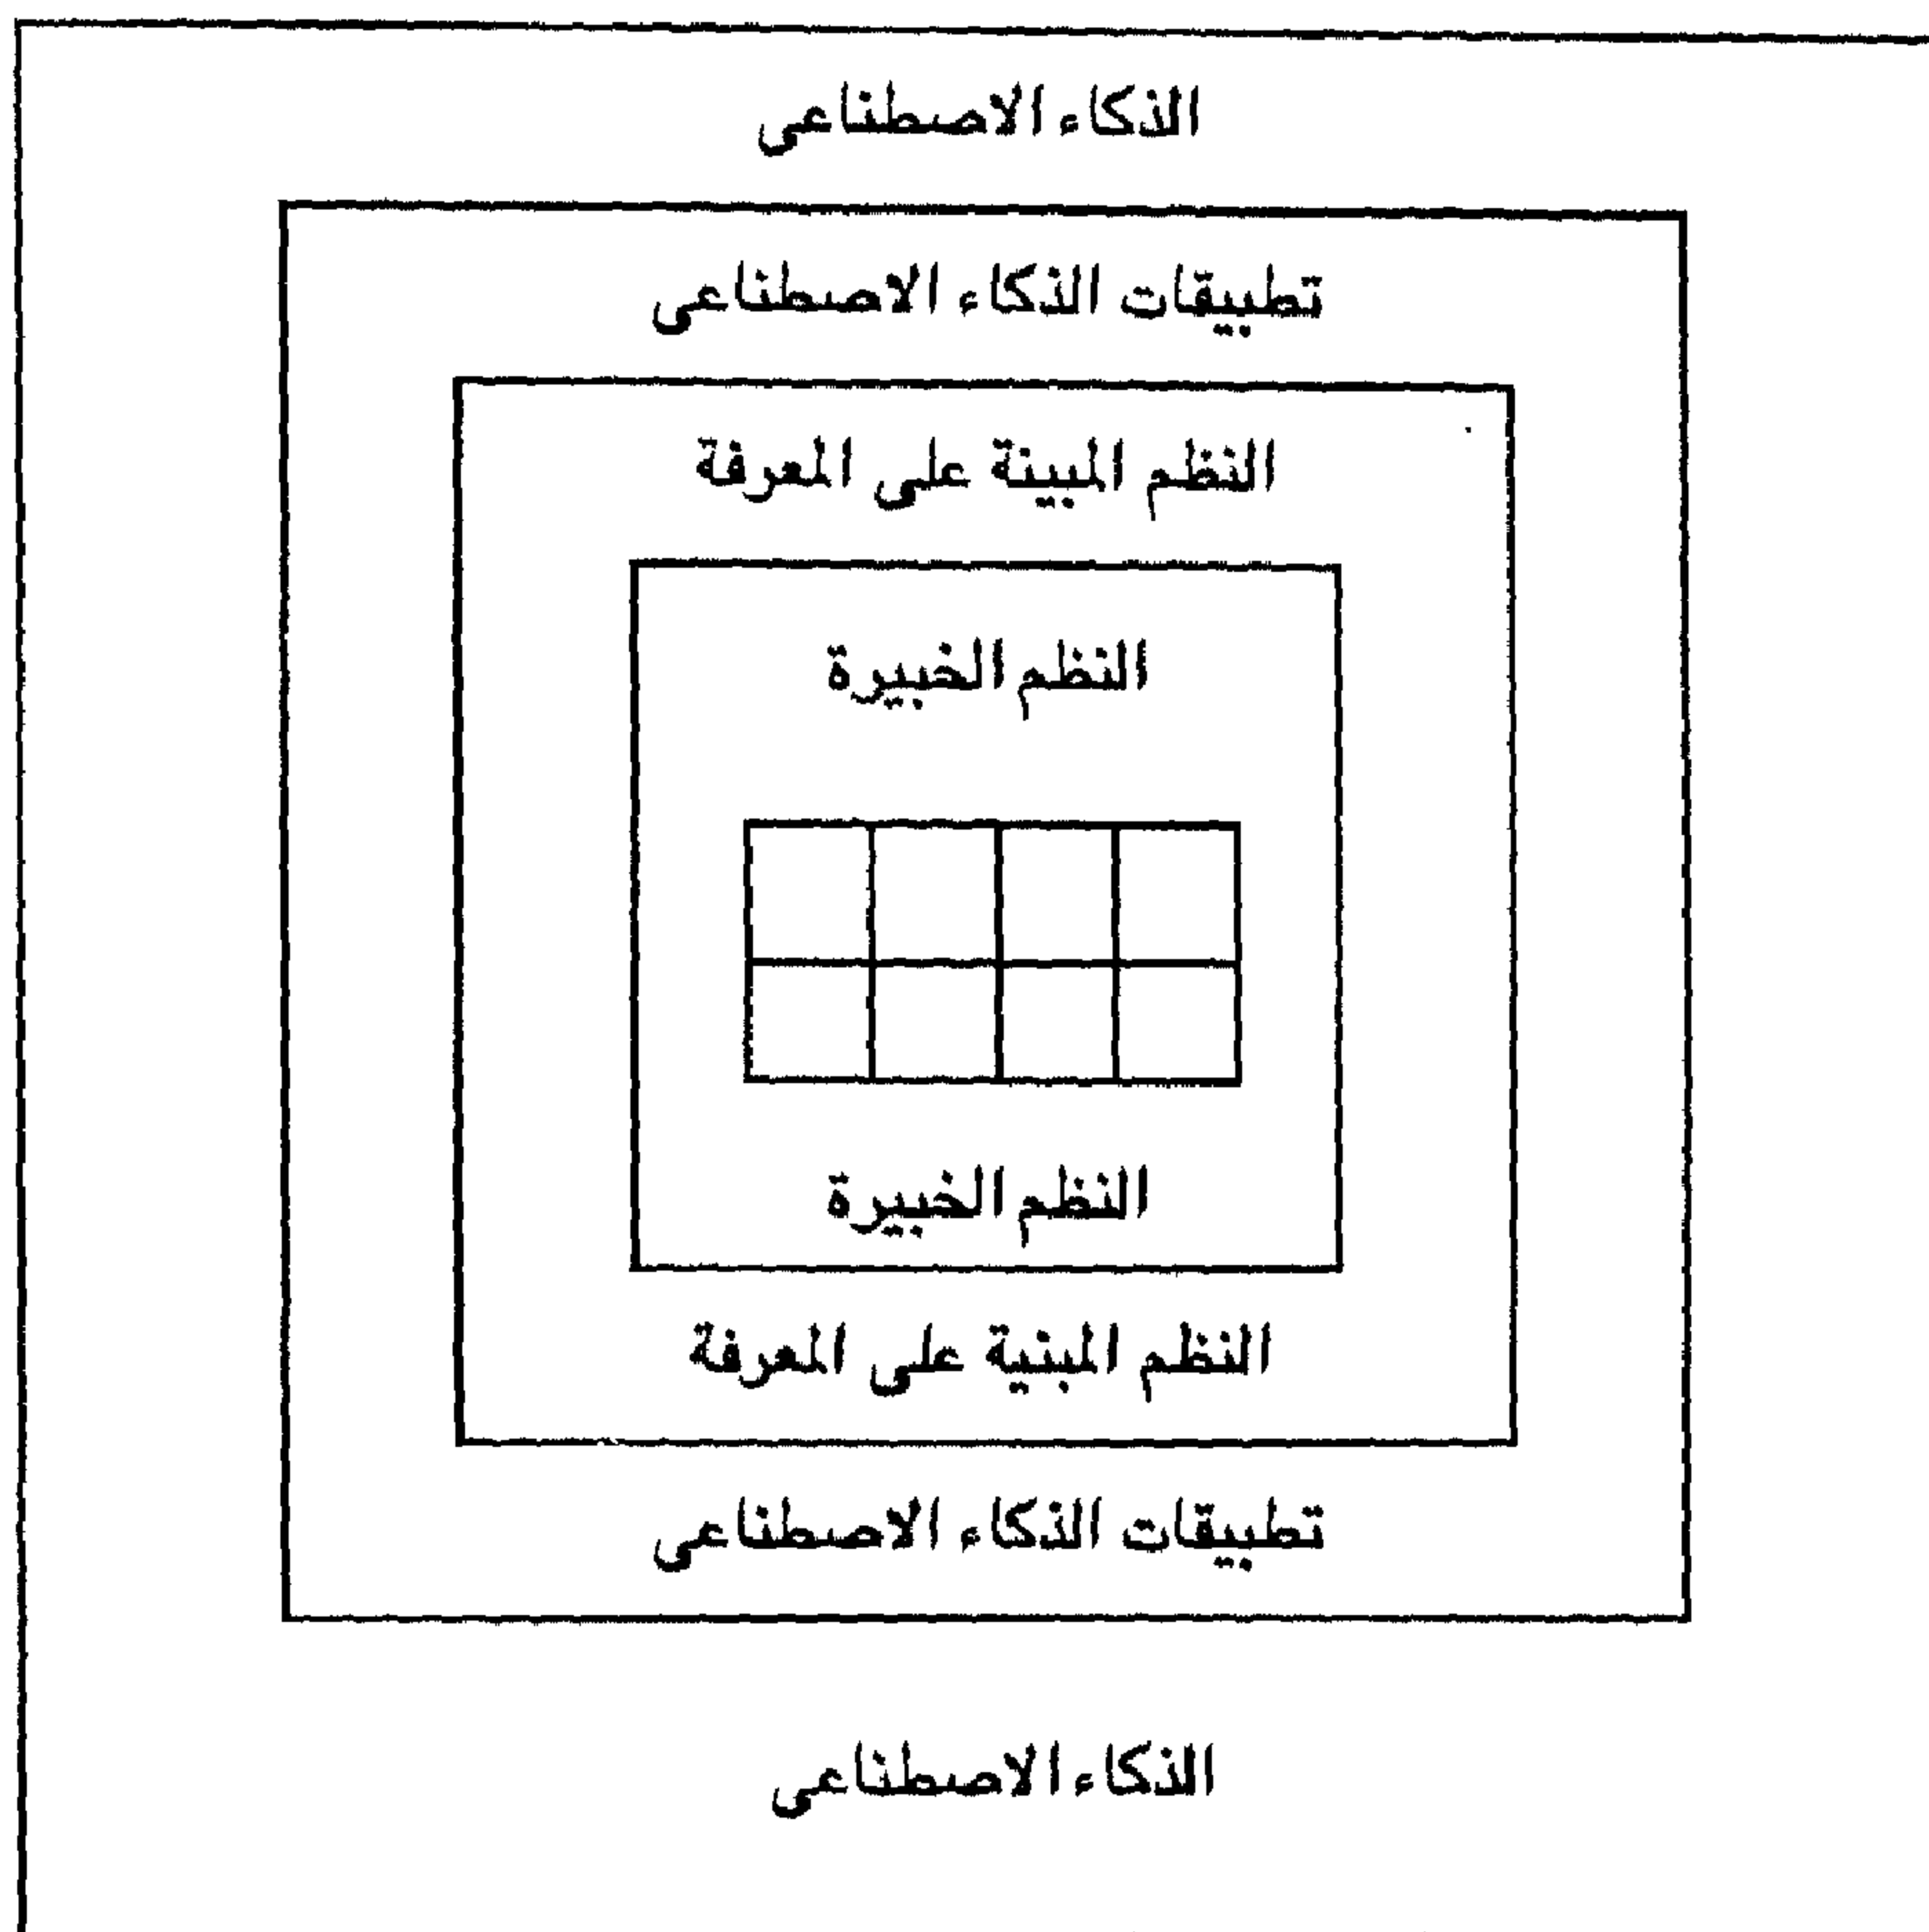 الذكاء الاصطناعى
تطبيقات الذكاء الاصطناعى
النظم المبينة على المعرفة
النظم الخبيرة
النظم الخبيرة
النظم المبنية على المعرفة
تطبيقات الذكاء الاصطناعى
الذكاء الاصطناعى